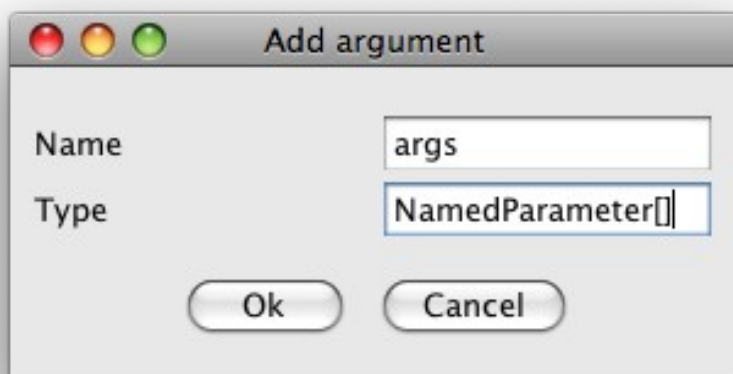 Add argument
Name args
Type NamedParameter[]
Ok Cancel